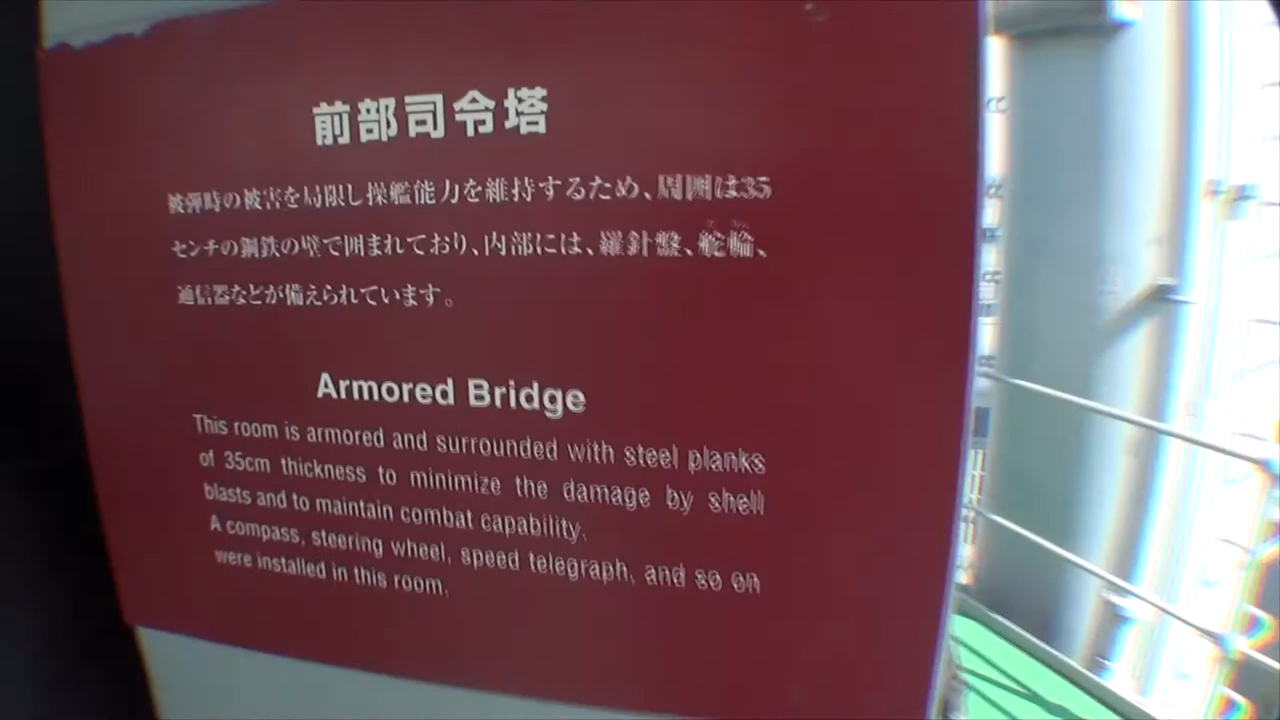 前部司令塔
被弾時の被害を局限し操艦能力を維持するため、周囲は35
センチの鋼鉄の壁で囲まれており、内部には、羅針盤、舵輪、
通信器などが備えられています。
Armored Bridge
This room is armored and surrounded with steel planks
of 35cm thickness to minimize the damage by shell
blasts and to maintain combat capability.
A compass, steering wheel, speed telegraph, and so on
were installed in this room.